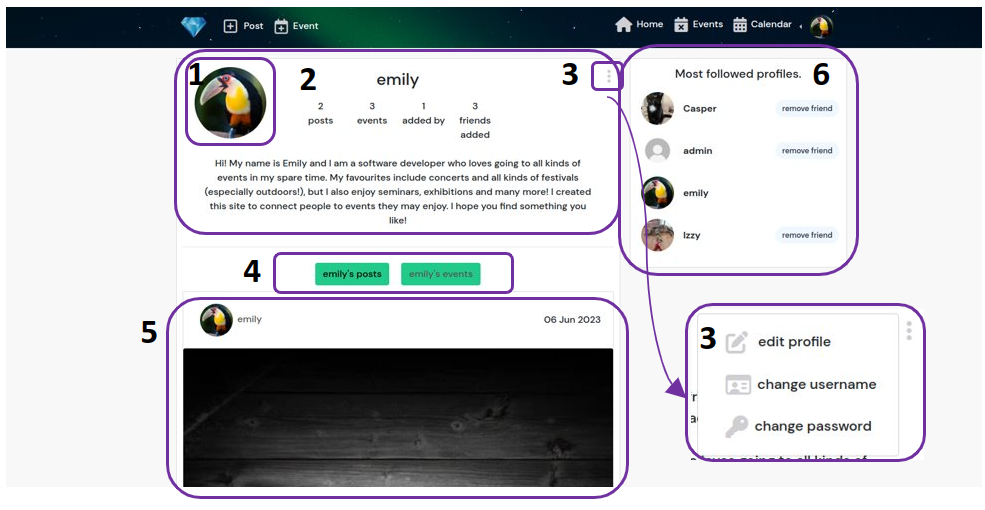 Post
Event
Home
Events
Calendar
1
2
emily
3
Most followed profiles.
6
2
posts
3
events
1
added by
3
friends
added
Casper
remove friend
admin
remove friend
emily
Izzy
remove friend
Hi! My name is Emily and I am a software developer who loves going to all kinds of
events in my spare time. My favourites include concerts and all kinds of festivals
(especially outdoors!), but I also enjoy seminars, exhibitions and many more! I created
this site to connect people to events they may enjoy. I hope you find something you
like!
4
emily's posts
emily's events
5
emily
06 Jun 2023
3
edit profile
change username
change password
going to all kinds of